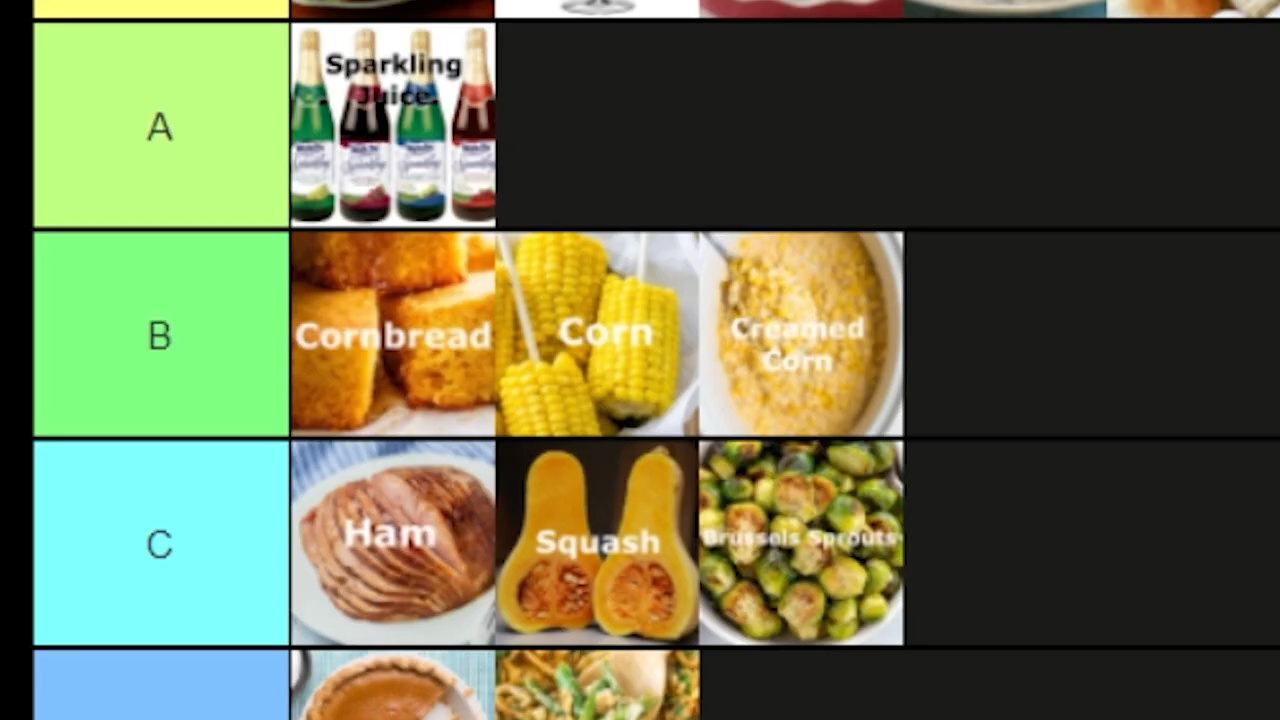 A
Sparkling
Juice
B
Cornbread
Corn
Creamed
Corn
C
Ham
Squash
Brussels Sprouts